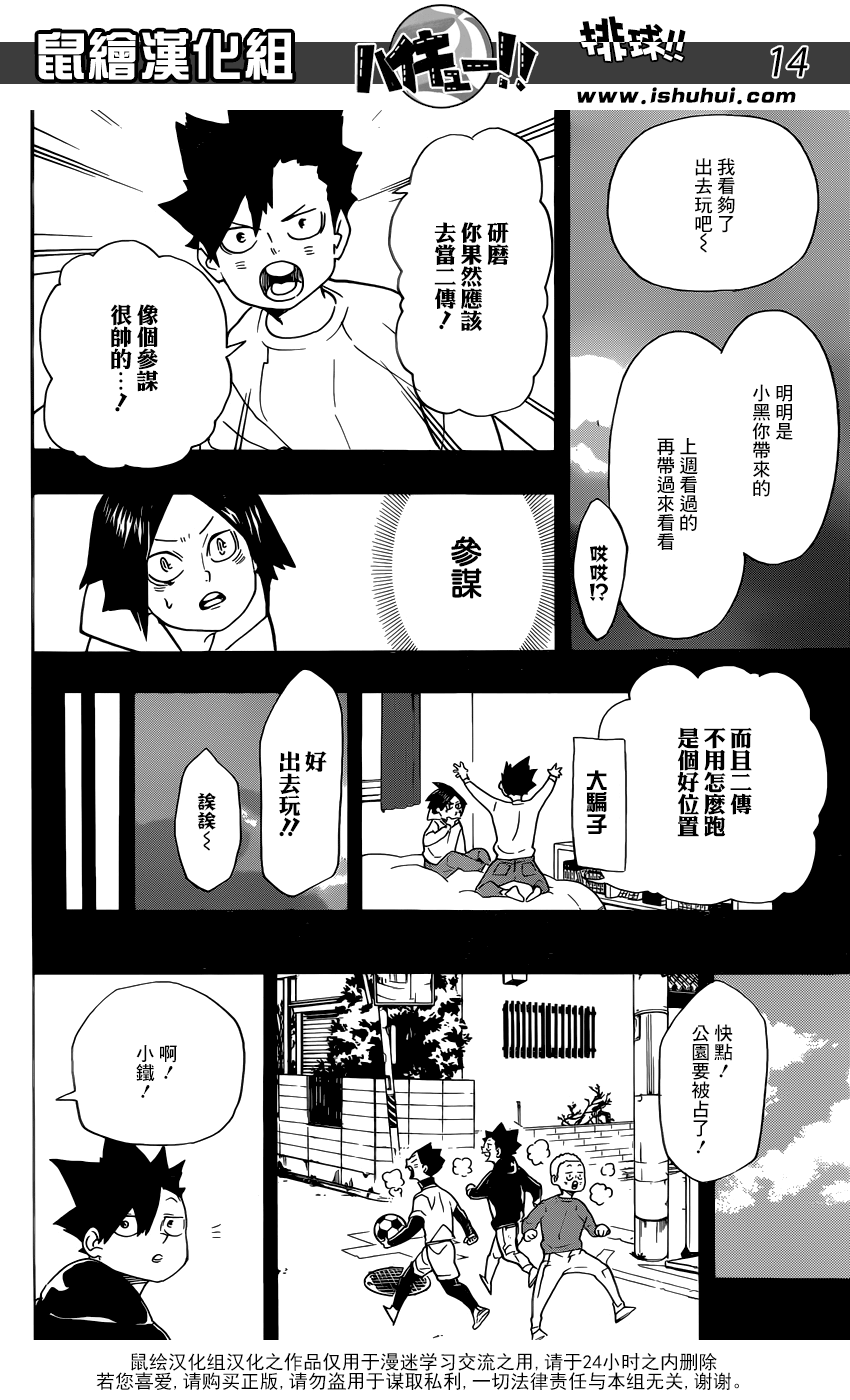 鼠繪漢化組
ハイキュー!!
排球!!
14
www.ishuhui.com
我看夠了
出去玩吧～
明明是
小黑你帶來的
上週看過的
再帶過來看看
哎哎!?
研磨
你果然應該
去當二傳！
像個參謀
很帥的…！
參謀
而且二傳
不用怎麼跑
是個好位置
大騙子
好
出去玩!!
誒誒～
快點！
公園要被占了！
啊！
小鐵！
鼠绘汉化组汉化之作品仅用于漫迷学习交流之用, 请于24小时之内删除
若您喜爱, 请购买正版, 请勿盗用于谋取私利, 一切法律责任与本组无关, 谢谢。